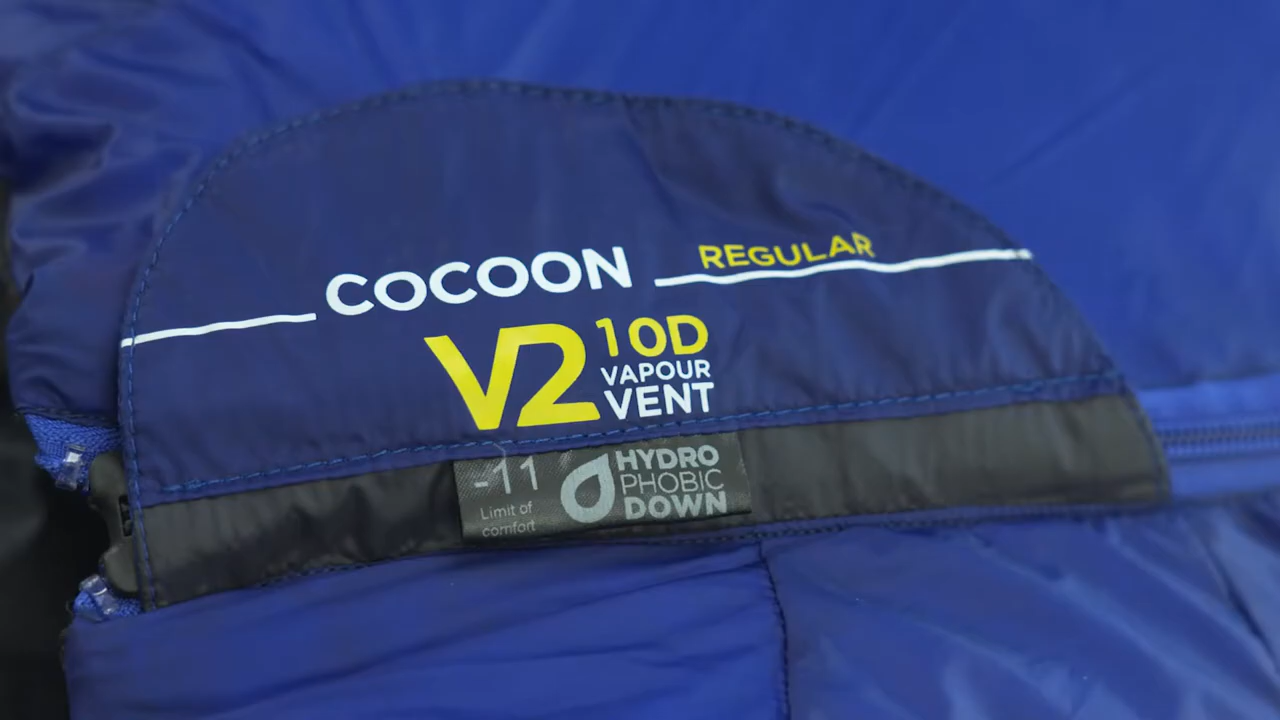 COCOON REGULAR
V2 10D
VAPOUR
VENT
-11
Limit of
comfort
HYDRO
PHOBIC
DOWN